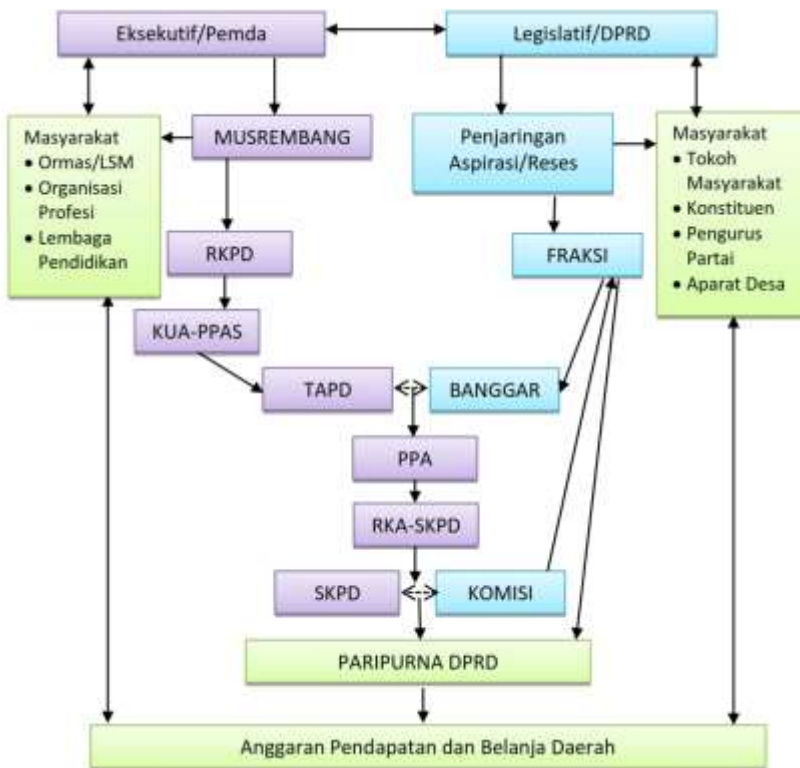 Eksekutif/Pemda
Legislatif/DPRD
Masyarakat
• Ormas/LSM
• Organisasi
Profesi
• Lembaga
Pendidikan
MUSREMBANG
Penjaringan
Aspirasi/Reses
Masyarakat
• Tokoh
Masyarakat
• Konstituen
• Pengurus
Partai
• Aparat Desa
RKPD
FRAKSI
KUA-PPAS
TAPD
BANGGAR
PPA
RKA-SKPD
SKPD
KOMISI
PARIPURNA DPRD
Anggaran Pendapatan dan Belanja Daerah